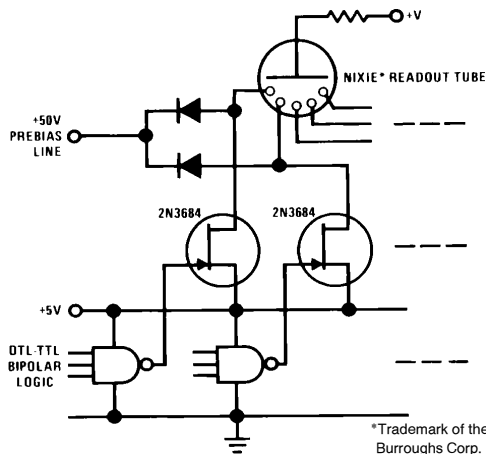 +V
NIXIE* READOUT TUBE
+50V
PREBIAS
LINE
2N3684
2N3684
+5V
DTL-TTL
BIPOLAR
LOGIC
*Trademark of the
Burroughs Corp.